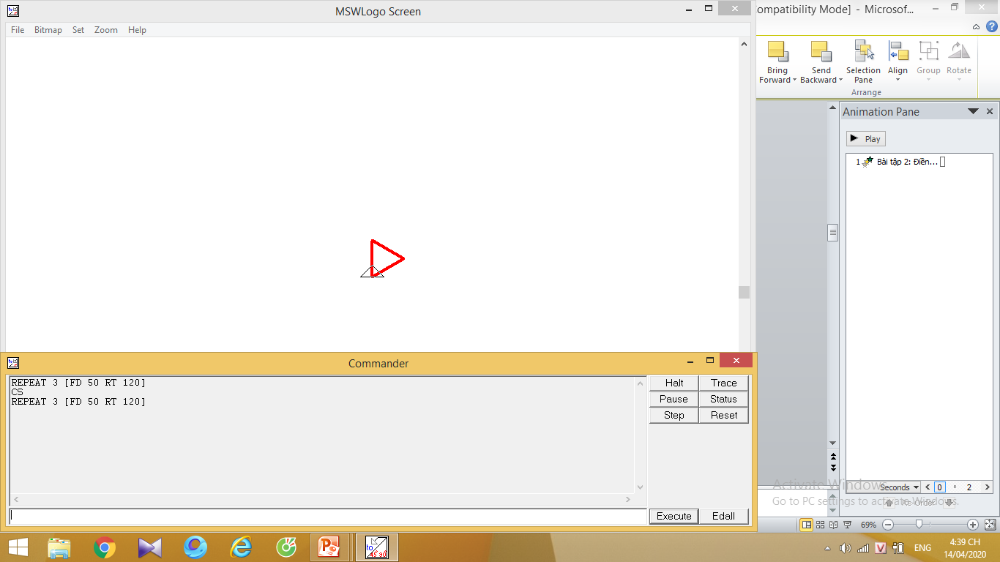 MSWLogo Screen
File Bitmap Set Zoom Help
ompatibility Mode] - Microsof...
Bring Forward
Send Backward
Selection Pane
Align
Group
Rotate
Arrange
Animation Pane
Play
1 Bài tập 2: Điền...
Commander
REPEAT 3 [FD 50 RT 120]
CS
REPEAT 3 [FD 50 RT 120]
Halt Trace
Pause Status
Step Reset
Execute Edall
Seconds 0 2
Re-Order
Activate Windows
Go to PC settings to activate Windows.
69%
ENG
4:39 CH
14/04/2020